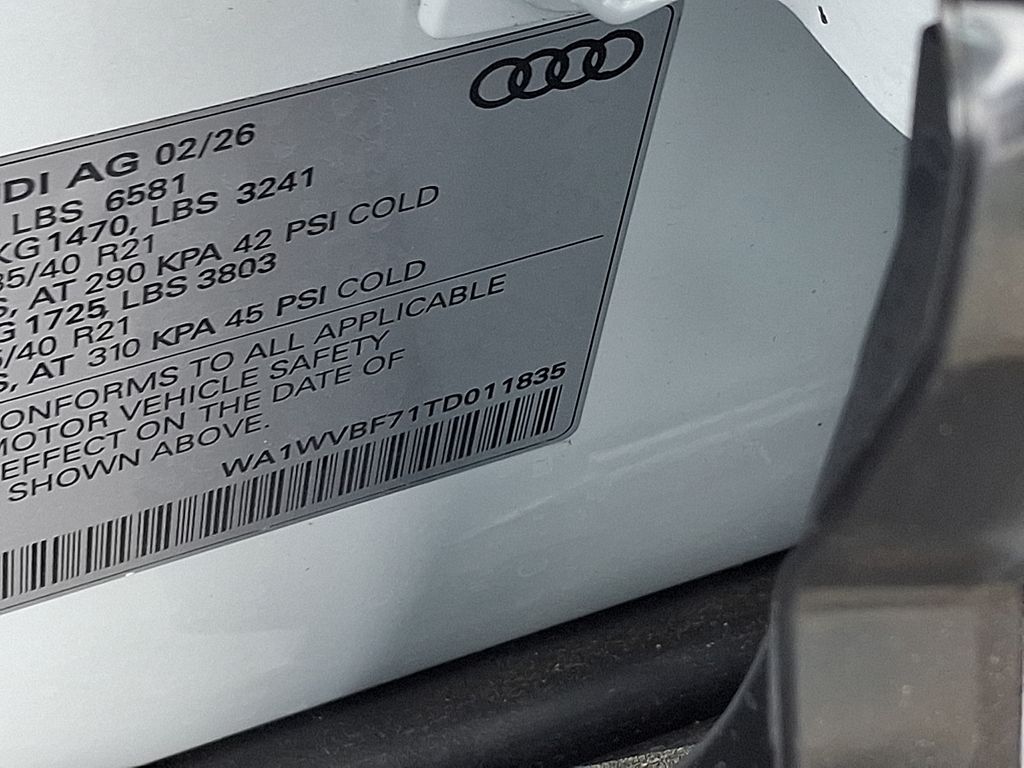 DI AG 02/26
LBS 6581
KG1470, LBS 3241
35/40 R21
S, AT 290 KPA 42 PSI COLD
G 1725, LBS 3803
5/40 R21
S, AT 310 KPA 45 PSI COLD
ONFORMS TO ALL APPLICABLE
MOTOR VEHICLE SAFETY
EFFECT ON THE DATE OF
SHOWN ABOVE.
WA1WVBF71TD011835